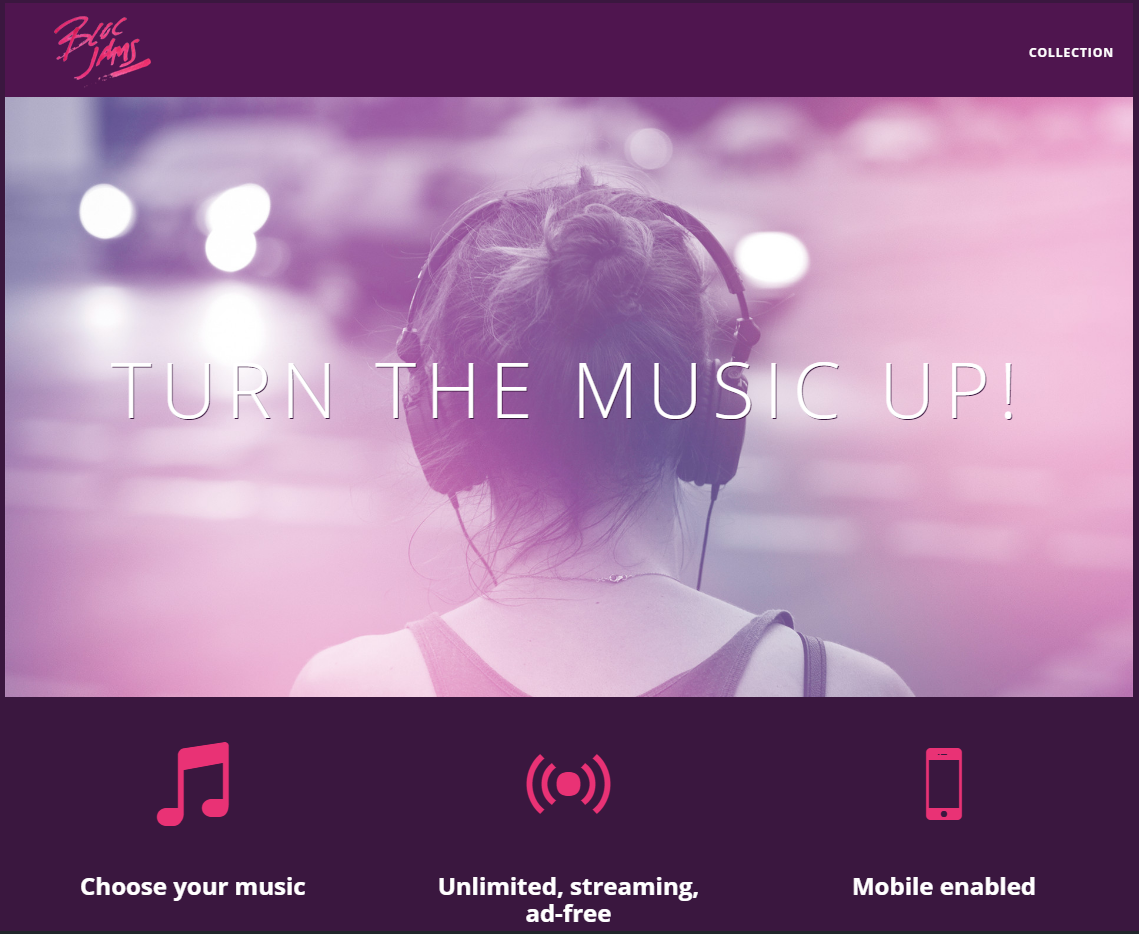 BLOC
JAMS
COLLECTION
TURN THE MUSIC UP!
Choose your music
Unlimited, streaming,
ad-free
Mobile enabled